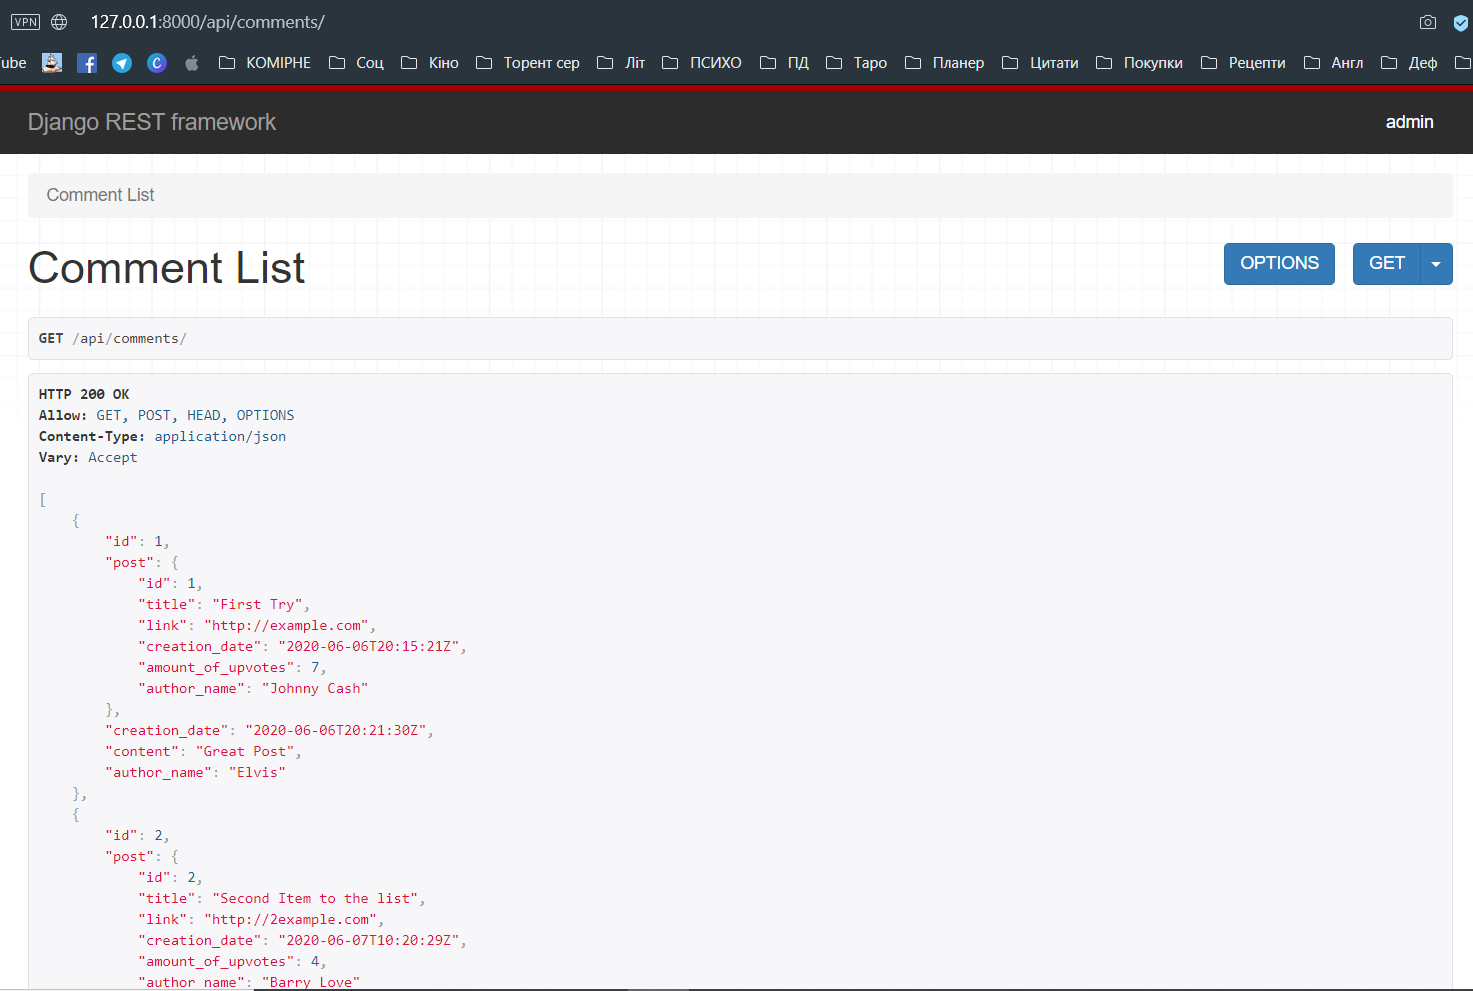 VPN 127.0.0.1:8000/api/comments/
ube КОМІРНЕ Соц Кіно Торент сер Літ ПСИХО ПД Таро Планер Цитати Покупки Рецепти Англ Деф
Django REST framework admin
Comment List
Comment List OPTIONS GET
GET /api/comments/
HTTP 200 OK
Allow: GET, POST, HEAD, OPTIONS
Content-Type: application/json
Vary: Accept
[
    {
        "id": 1,
        "post": {
            "id": 1,
            "title": "First Try",
            "link": "http://example.com",
            "creation_date": "2020-06-06T20:15:21Z",
            "amount_of_upvotes": 7,
            "author_name": "Johnny Cash"
        },
        "creation_date": "2020-06-06T20:21:30Z",
        "content": "Great Post",
        "author_name": "Elvis"
    },
    {
        "id": 2,
        "post": {
            "id": 2,
            "title": "Second Item to the list",
            "link": "http://2example.com",
            "creation_date": "2020-06-07T10:20:29Z",
            "amount_of_upvotes": 4,
            "author_name": "Barry Love"